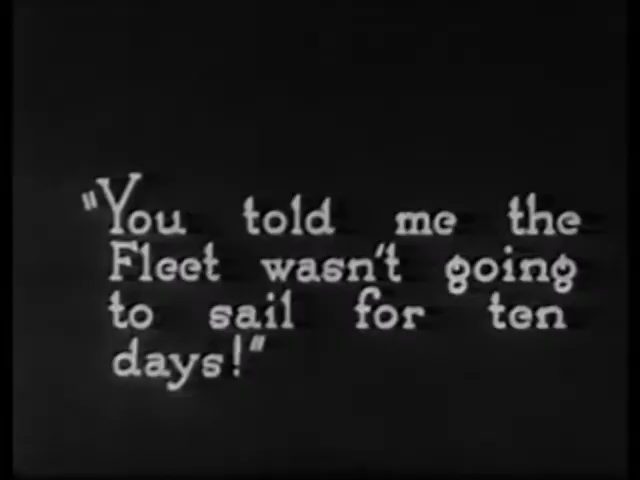 "You told me the
Fleet wasn't going
to sail for ten
days!"